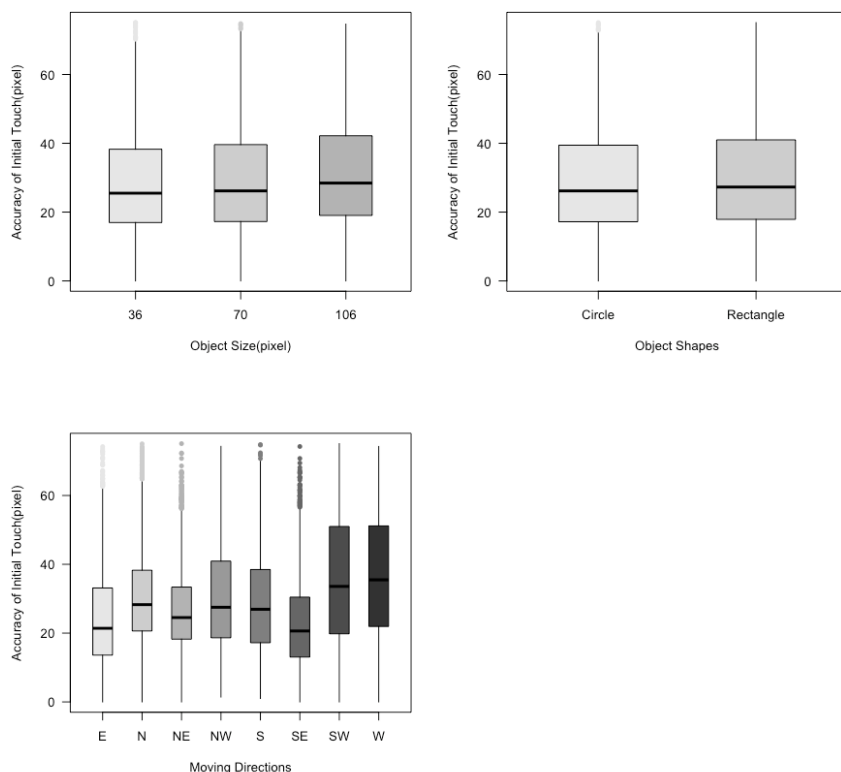 Accuracy of Initial Touch(pixel)
60
40
20
0
36 70 106
Object Size(pixel)
Accuracy of Initial Touch(pixel)
60
40
20
0
Circle Rectangle
Object Shapes
Accuracy of Initial Touch(pixel)
60
40
20
0
E N NE NW S SE SW W
Moving Directions